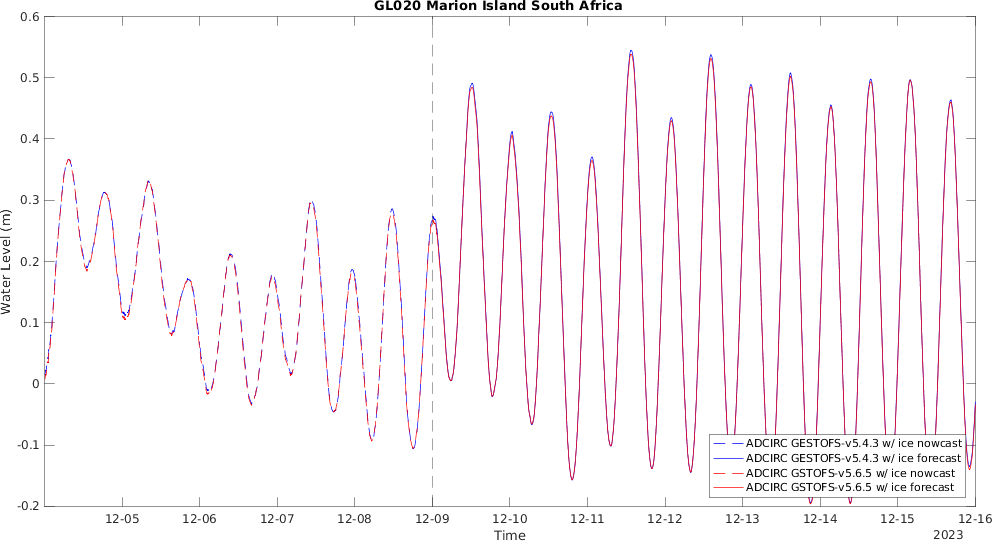 GL020 Marion Island South Africa
0.6
0.5
0.4
0.3
0.2
0.1
0
-0.1
-0.2
Water Level (m)
ADCIRC GESTOFS-v5.4.3 w/ ice nowcast
ADCIRC GESTOFS-v5.4.3 w/ ice forecast
ADCIRC GSTOFS-v5.6.5 w/ ice nowcast
ADCIRC GSTOFS-v5.6.5 w/ ice forecast
12-05 12-06 12-07 12-08 12-09 12-10 12-11 12-12 12-13 12-14 12-15 12-16
Time
2023